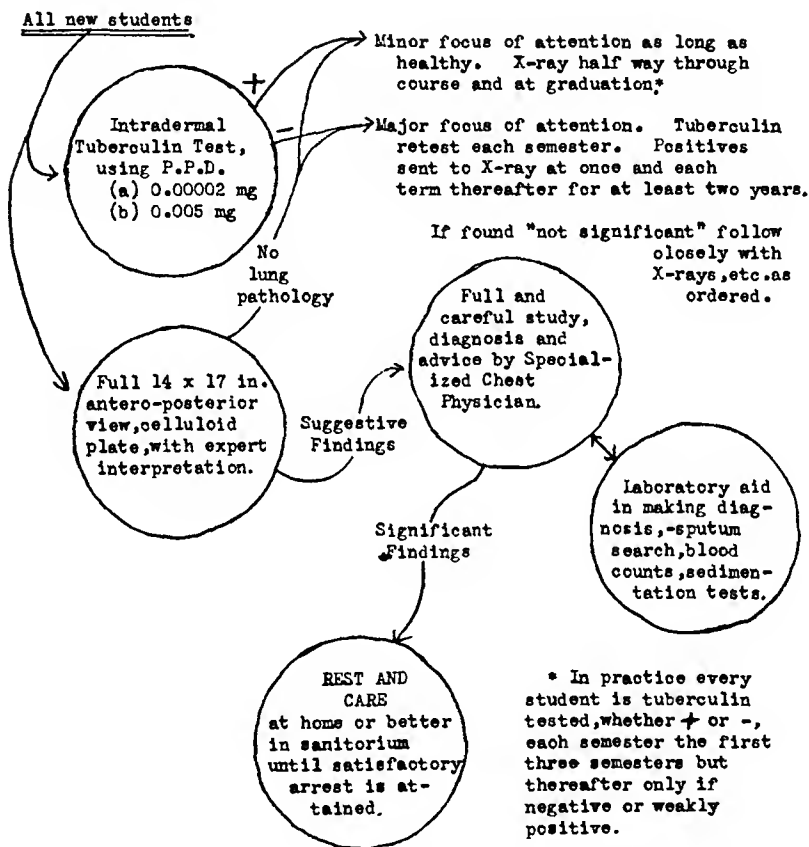 All new students
Minor focus of attention as long as
healthy. X-ray half way through
course and at graduation.*
+
-
Intradermal
Tuberculin Test,
using P.P.D.
(a) 0.00002 mg
(b) 0.005 mg
Major focus of attention. Tuberculin
retest each semester. Positives
sent to X-ray at once and each
term thereafter for at least two years.
If found "not significant" follow
closely with
X-rays,etc.as
ordered.
No
lung
pathology
Full and
careful study,
diagnosis and
advice by Special-
ized Chest
Physician.
Full 14 x 17 in.
antero-posterior
view,celluloid
plate,with expert
interpretation.
Suggestive
Findings
Laboratory aid
in making diag-
nosis,-sputum
search,blood
counts,sedimen-
tation tests.
Significant
Findings
REST AND
CARE
at home or better
in sanitorium
until satisfactory
arrest is at-
tained.
* In practice every
student is tuberculin
tested,whether + or -,
each semester the first
three semesters but
thereafter only if
negative or weakly
positive.